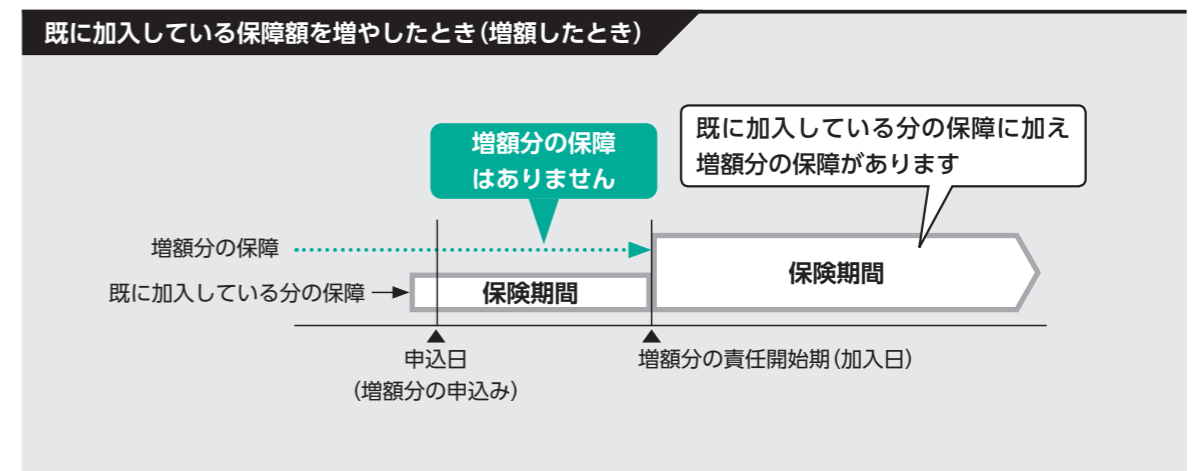 既に加入している保障額を増やしたとき（増額したとき）
増額分の保障
はありません
既に加入している分の保障に加え
増額分の保障があります
増額分の保障
保険期間
既に加入している分の保障
保険期間
申込日
（増額分の申込み）
増額分の責任開始期（加入日）